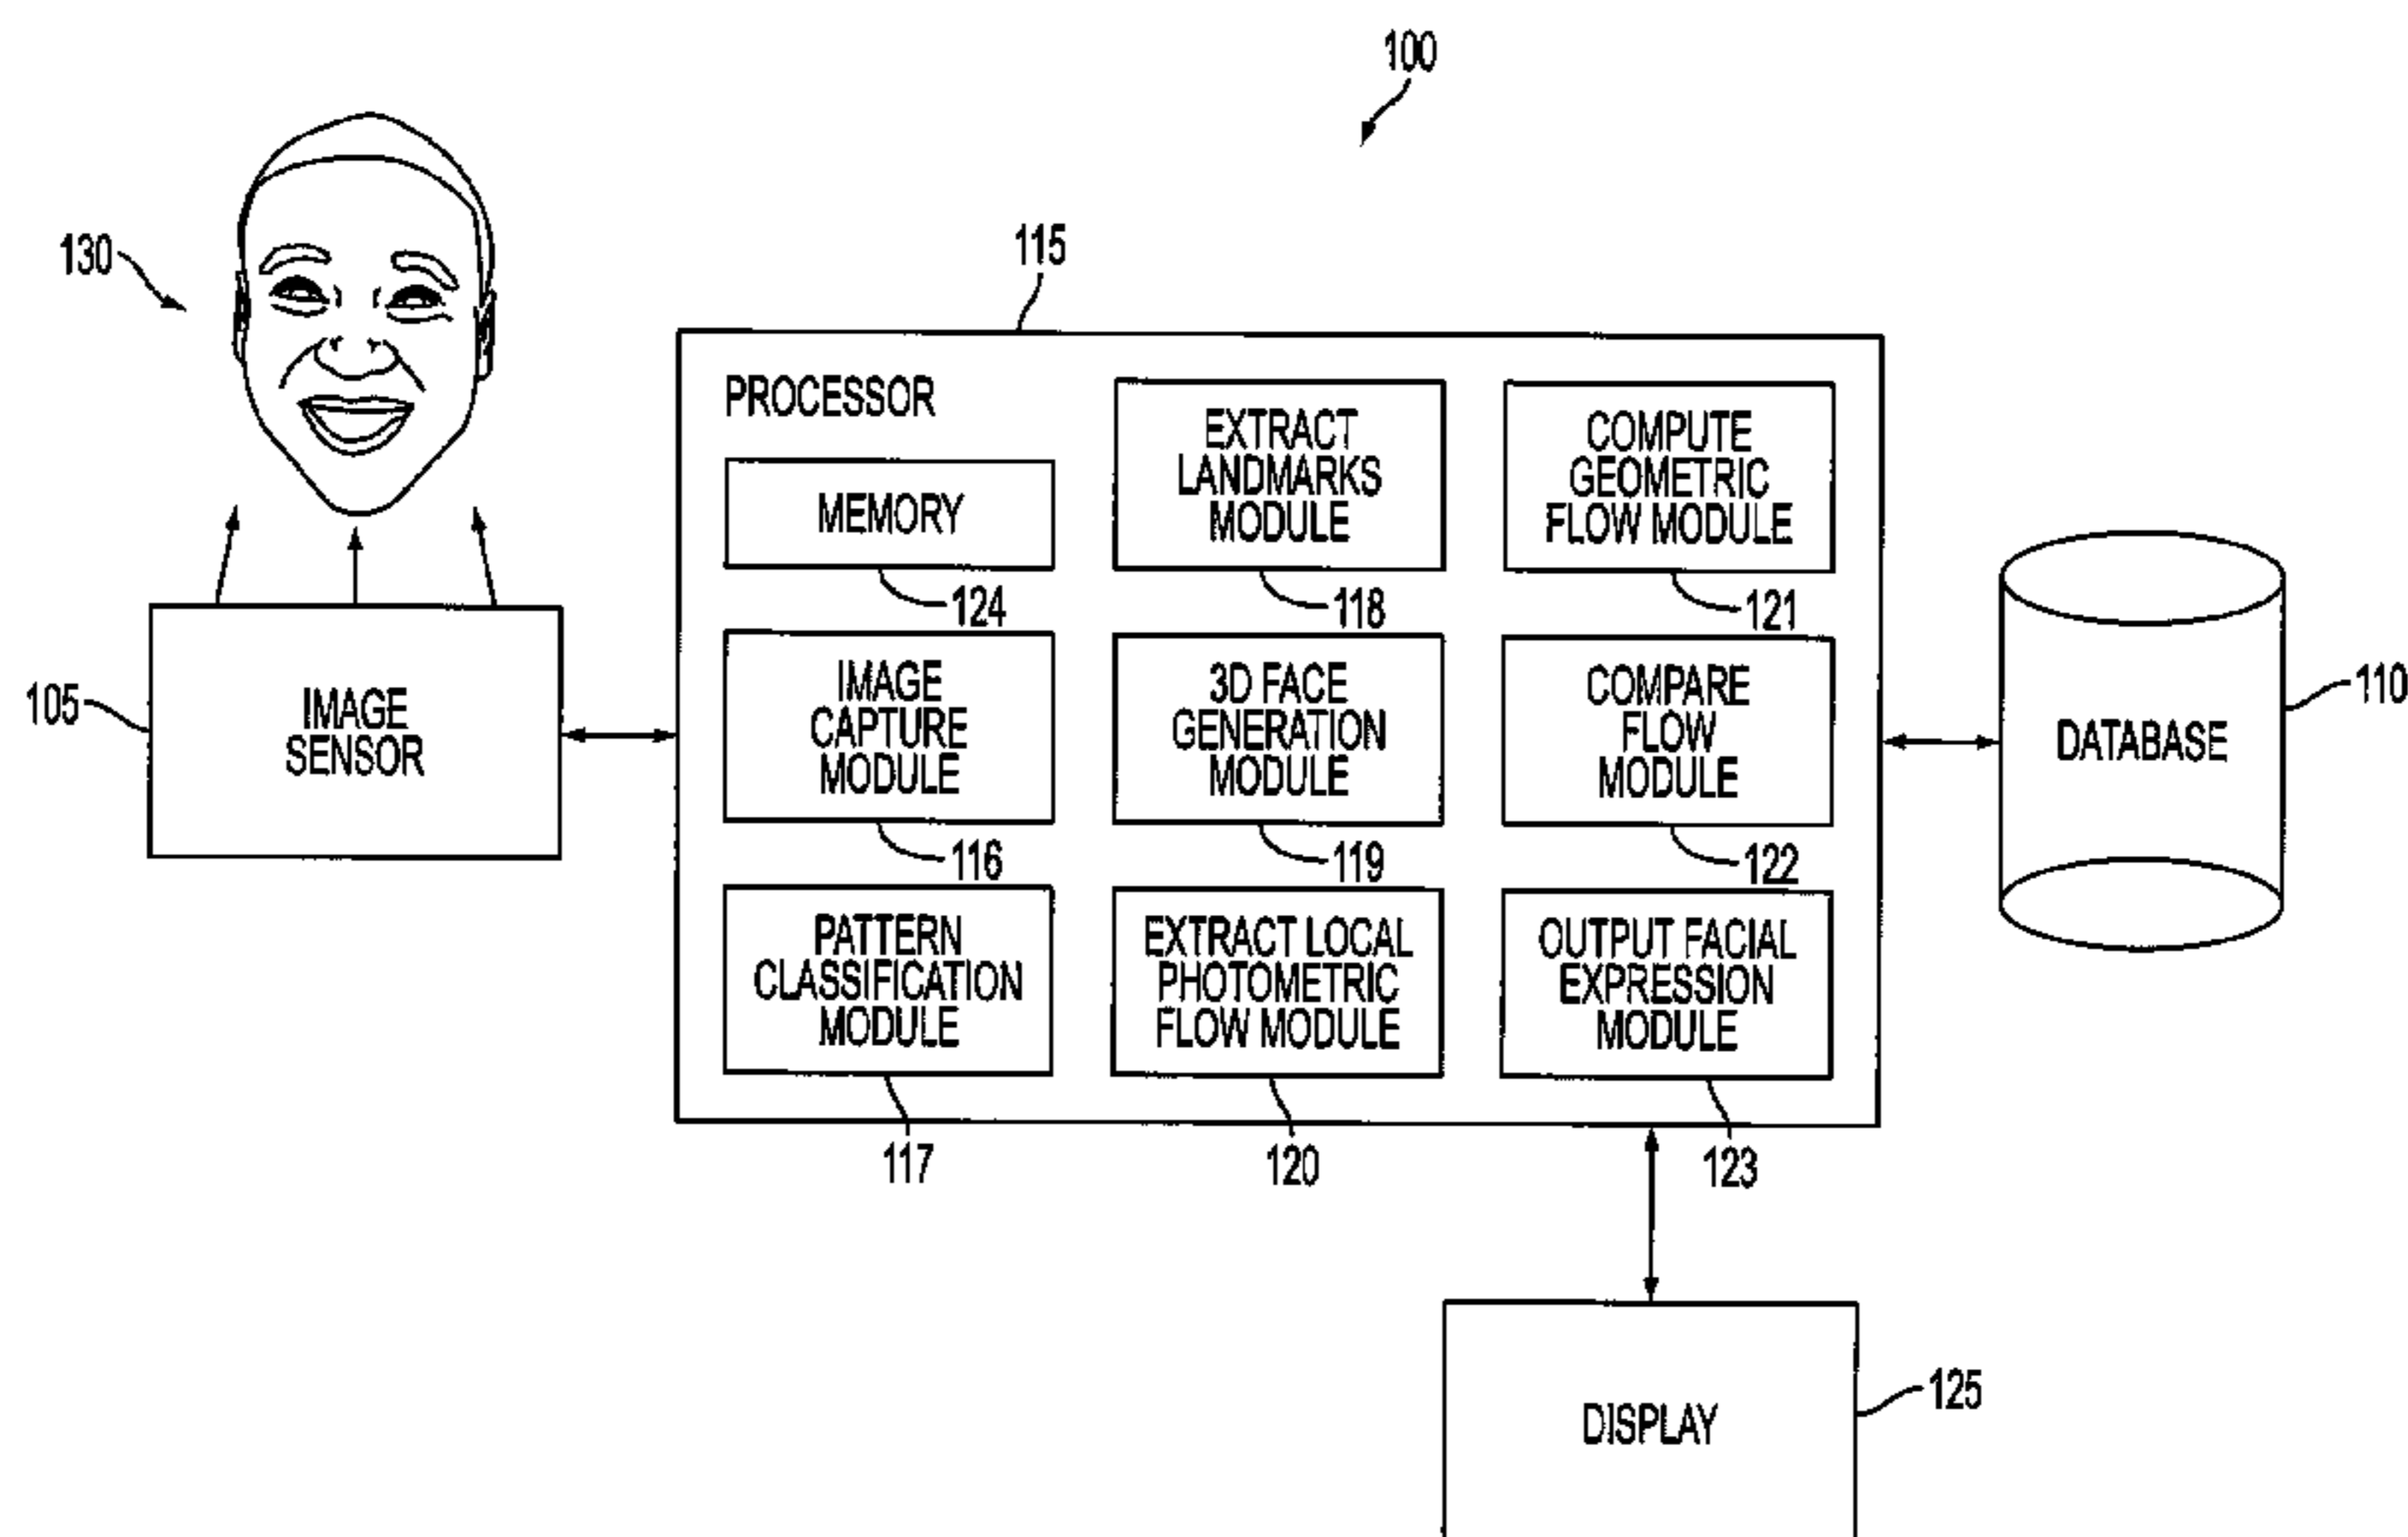 100
130
115
PROCESSOR
MEMORY
124
EXTRACT
LANDMARKS
MODULE
118
COMPUTE
GEOMETRIC
FLOW MODULE
121
105
IMAGE
SENSOR
IMAGE
CAPTURE
MODULE
116
3D FACE
GENERATION
MODULE
119
COMPARE
FLOW
MODULE
122
DATABASE
110
PATTERN
CLASSIFICATION
MODULE
117
EXTRACT LOCAL
PHOTOMETRIC
FLOW MODULE
120
OUTPUT FACIAL
EXPRESSION
MODULE
123
DISPLAY
125